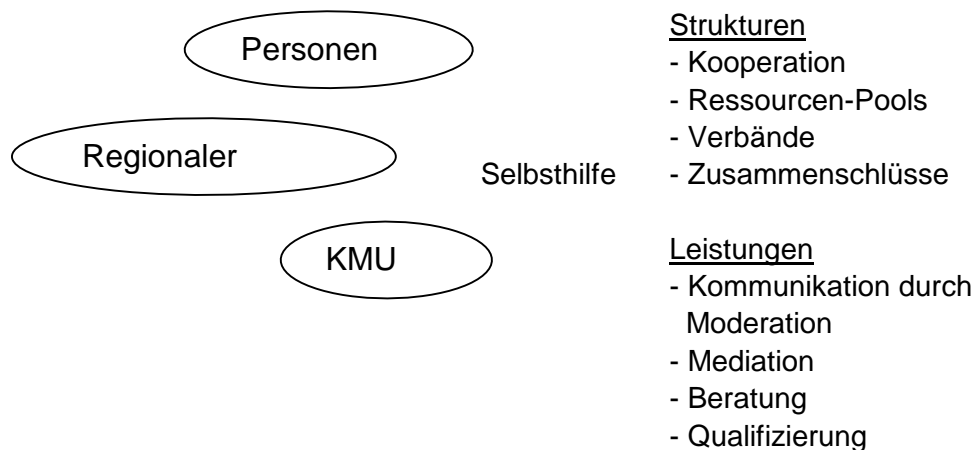 Personen
Regionaler
KMU
Selbsthilfe
Strukturen
- Kooperation
- Ressourcen-Pools
- Verbände
- Zusammenschlüsse
Leistungen
- Kommunikation durch
Moderation
- Mediation
- Beratung
- Qualifizierung